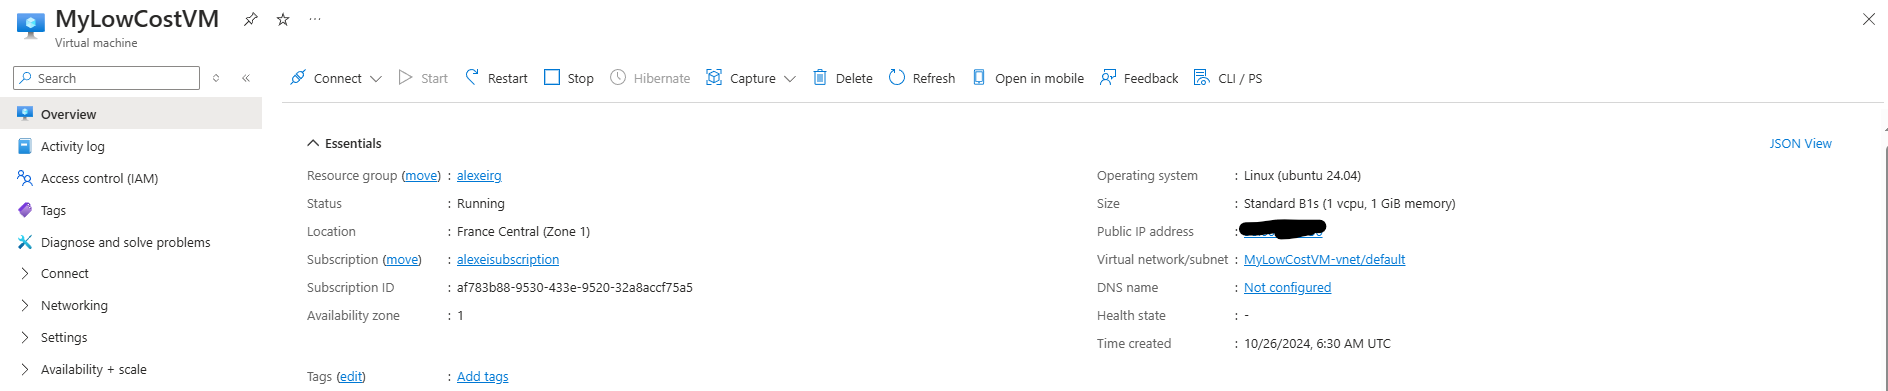 MyLowCostVM ...
Virtual machine
Search
Connect Start Restart Stop Hibernate Capture Delete Refresh Open in mobile Feedback CLI / PS
Overview
Activity log
Access control (IAM)
Tags
Diagnose and solve problems
Connect
Networking
Settings
Availability + scale
Essentials
JSON View
Resource group (move) : alexeirg
Status : Running
Location : France Central (Zone 1)
Subscription (move) : alexeisubscription
Subscription ID : af783b88-9530-433e-9520-32a8accf75a5
Availability zone : 1
Operating system : Linux (ubuntu 24.04)
Size : Standard B1s (1 vcpu, 1 GiB memory)
Public IP address :
Virtual network/subnet : MyLowCostVM-vnet/default
DNS name : Not configured
Health state : -
Time created : 10/26/2024, 6:30 AM UTC
Tags (edit) : Add tags